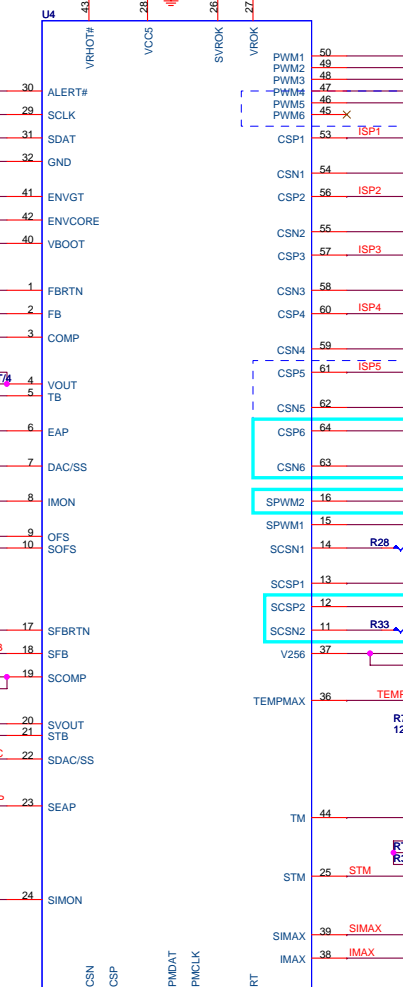 U4
43
28
26
27
VRHOT#
VCC5
SVROK
VROK
30 ALERT#
29 SCLK
31 SDAT
32 GND
41 ENVGT
42 ENVCORE
40 VBOOT
1 FBRTN
2 FB
3 COMP
4 VOUT
5 TB
6 EAP
7 DAC/SS
8 IMON
9 OFS
10 SOFS
17 SFBRTN
18 SFB
19 SCOMP
20 SVOUT
21 STB
22 SDAC/SS
23 SEAP
24 SIMON
PWM1 50
PWM2 49
PWM3 48
PWM4 47
PWM5 46
PWM6 45
CSP1 53 ISP1
CSN1 54
CSP2 56 ISP2
CSN2 55
CSP3 57 ISP3
CSN3 58
CSP4 60 ISP4
CSN4 59
CSP5 61 ISP5
CSN5 62
CSP6 64
CSN6 63
SPWM2 16
SPWM1 15
SCSN1 14 R28
SCSP1 13
SCSP2 12
SCSN2 11 R33
V256 37
TEMPMAX 36
TM 44
STM 25 STM
SIMAX 39 SIMAX
IMAX 38 IMAX
CSN
CSP
PMDAT
PMCLK
RT